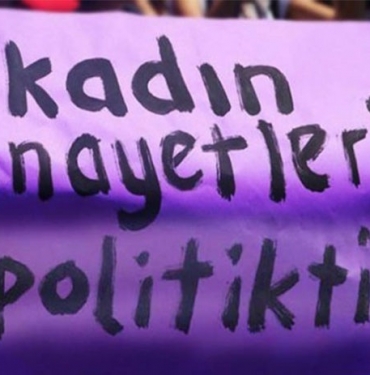 kadın
nayetler
politikti